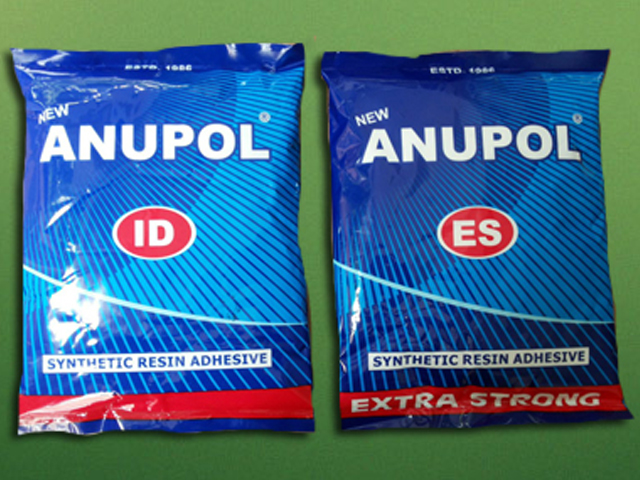 ESTD. 1986
NEW
ANUPOL®
ID
SYNTHETIC RESIN ADHESIVE
ESTD. 1986
NEW
ANUPOL®
ES
SYNTHETIC RESIN ADHESIVE
EXTRA STRONG